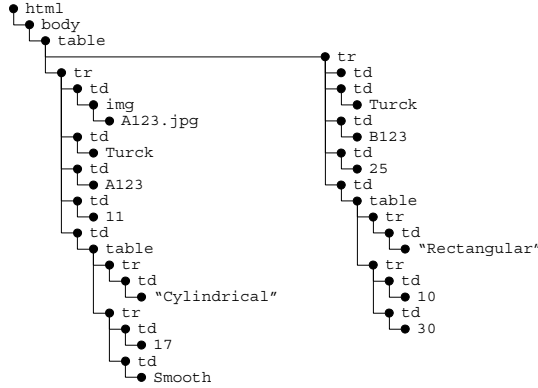 html
body
table
tr
td
img
A123.jpg
td
Turck
td
A123
td
11
td
table
tr
td
“Cylindrical”
tr
td
17
td
Smooth
tr
td
td
Turck
td
B123
td
25
td
table
tr
td
“Rectangular”
tr
td
10
td
30